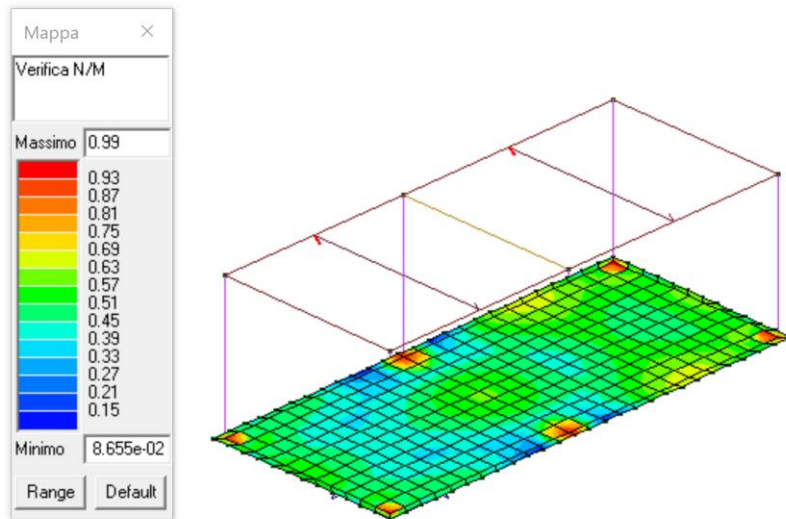 Mappa
Verifica N/M
Massimo 0.99
0.93
0.87
0.81
0.75
0.69
0.63
0.57
0.51
0.45
0.39
0.33
0.27
0.21
0.15
Minimo 8.655e-02
Range Default